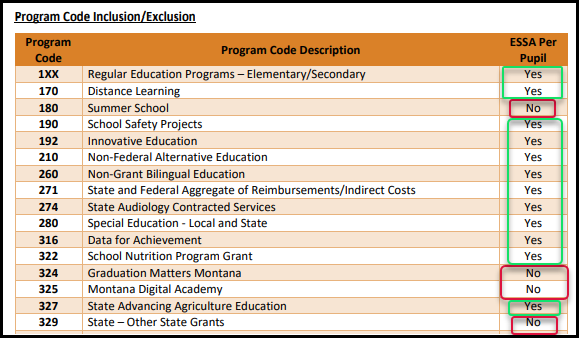 Program Code Inclusion/Exclusion
Program Code Program Code Description ESSA Per Pupil
1XX Regular Education Programs – Elementary/Secondary Yes
170 Distance Learning Yes
180 Summer School No
190 School Safety Projects Yes
192 Innovative Education Yes
210 Non-Federal Alternative Education Yes
260 Non-Grant Bilingual Education Yes
271 State and Federal Aggregate of Reimbursements/Indirect Costs Yes
274 State Audiology Contracted Services Yes
280 Special Education - Local and State Yes
316 Data for Achievement Yes
322 School Nutrition Program Grant Yes
324 Graduation Matters Montana No
325 Montana Digital Academy No
327 State Advancing Agriculture Education Yes
329 State – Other State Grants No